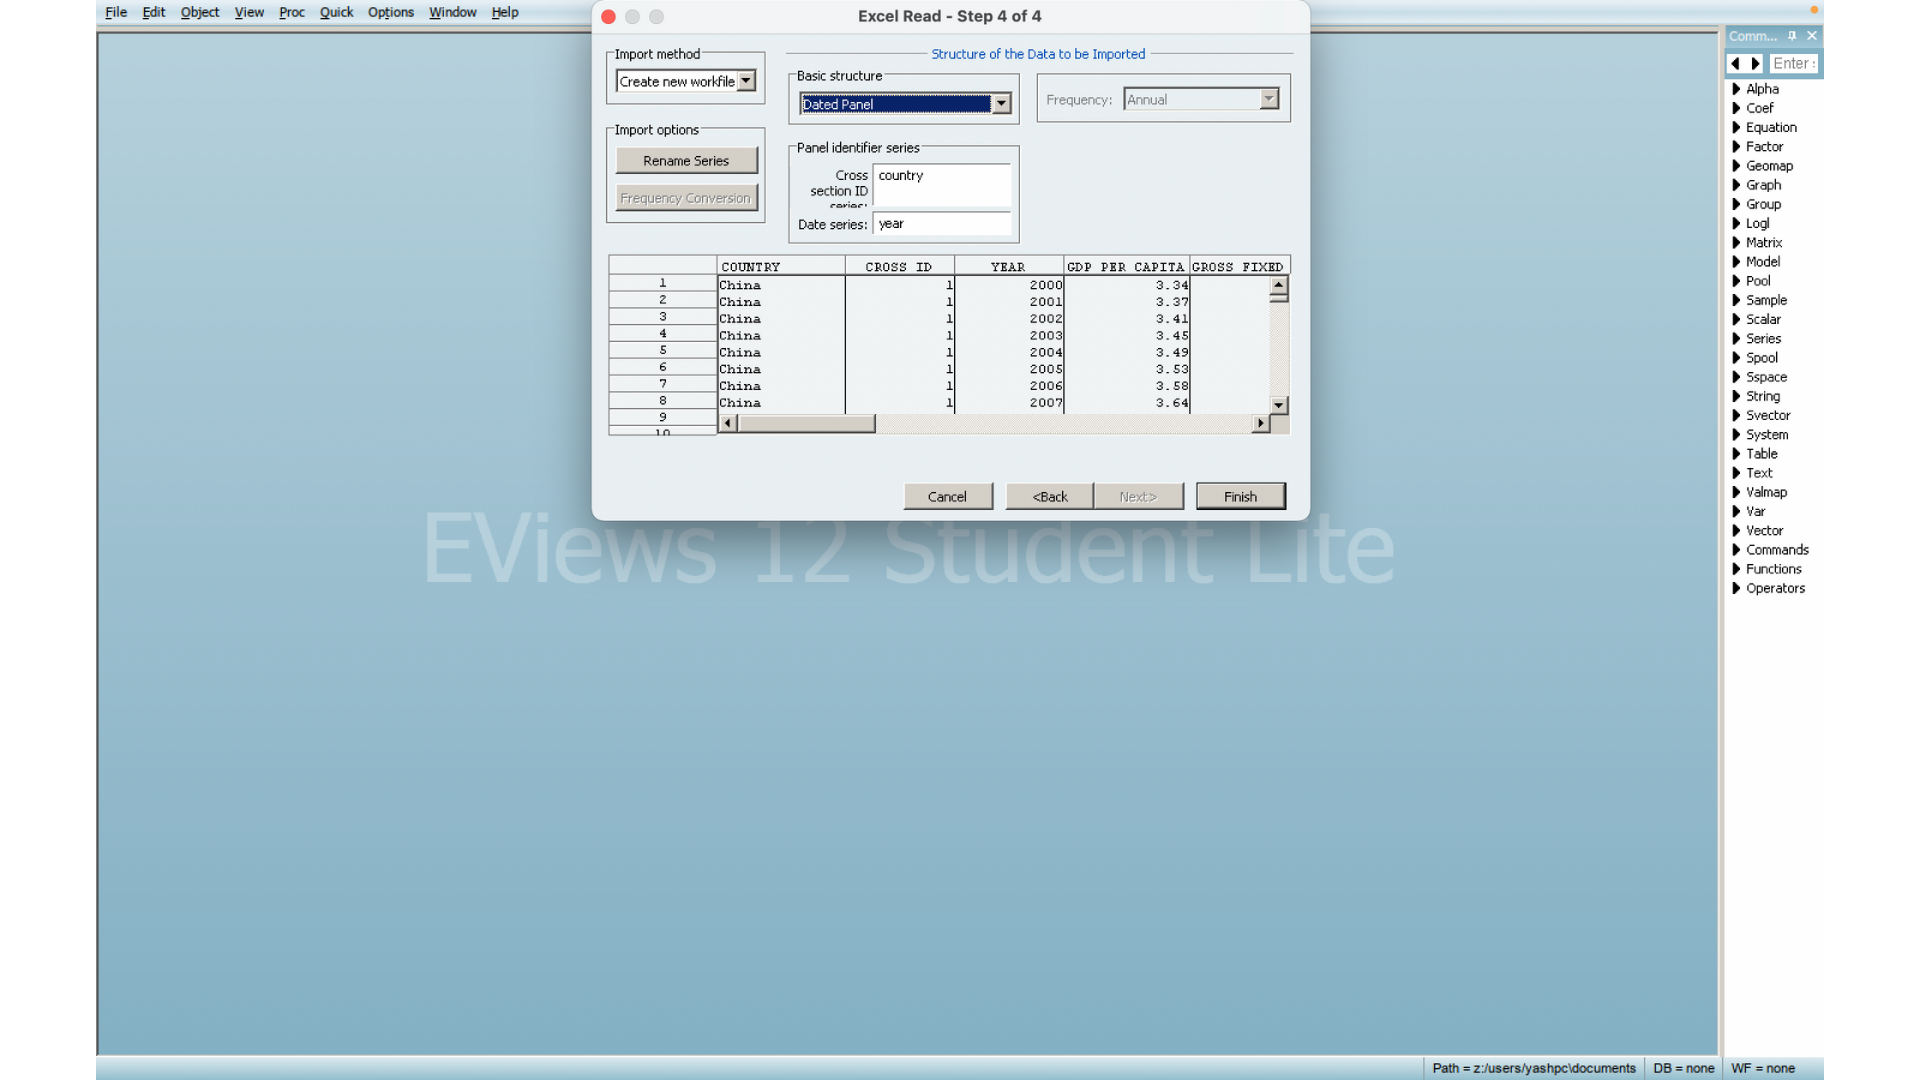 File Edit Object View Proc Quick Options Window Help
Excel Read - Step 4 of 4
Import method
Create new workfile
Import options
Rename Series
Frequency Conversion
Structure of the Data to be Imported
Basic structure
Dated Panel
Frequency: Annual
Panel identifier series
Cross section ID series: country
Date series: year
COUNTRY CROSS ID YEAR GDP PER CAPITA GROSS FIXED
1 China 1 2000 3.34
2 China 1 2001 3.37
3 China 1 2002 3.41
4 China 1 2003 3.45
5 China 1 2004 3.49
6 China 1 2005 3.53
7 China 1 2006 3.58
8 China 1 2007 3.64
9
10
Cancel <Back Next> Finish
EViews 12 Student Lite
Comm...
Enter
Alpha
Coef
Equation
Factor
Geomap
Graph
Group
Logl
Matrix
Model
Pool
Sample
Scalar
Series
Spool
Sspace
String
Svector
System
Table
Text
Valmap
Var
Vector
Commands
Functions
Operators
Path = z:/users/yashpc\documents DB = none WF = none